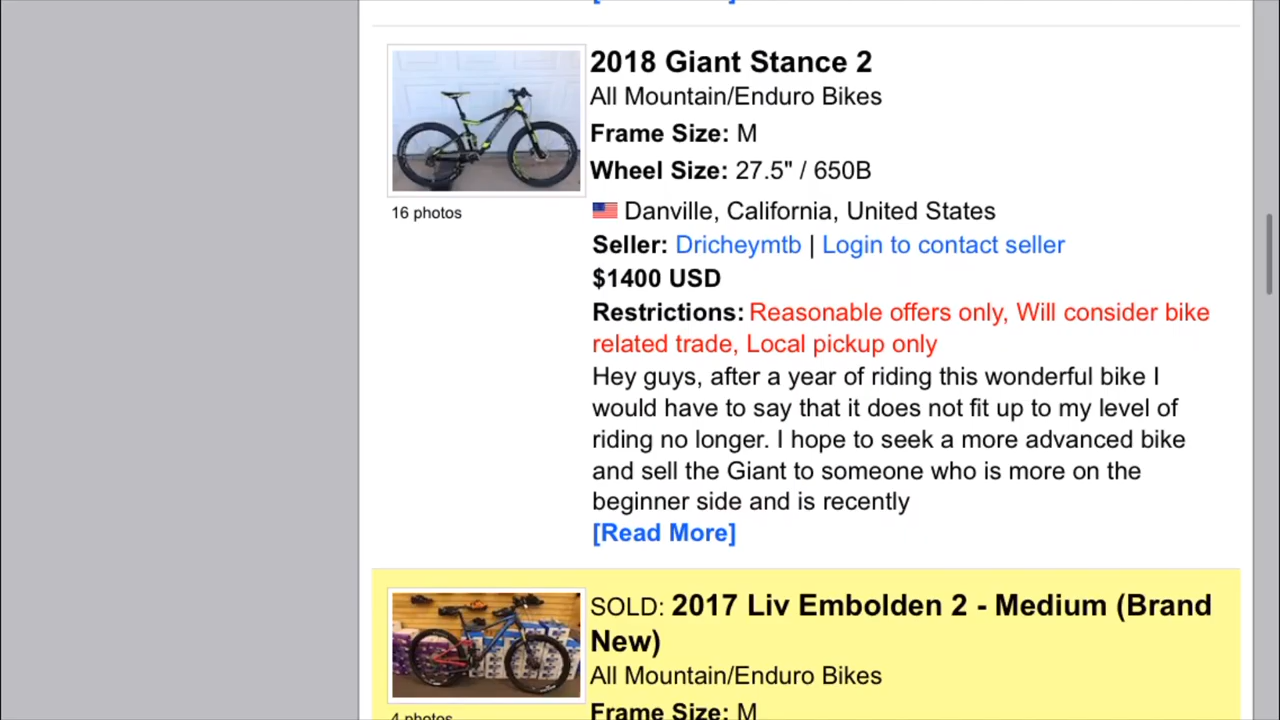 2018 Giant Stance 2
All Mountain/Enduro Bikes
Frame Size: M
Wheel Size: 27.5" / 650B
16 photos
Danville, California, United States
Seller: Dricheymtb | Login to contact seller
$1400 USD
Restrictions: Reasonable offers only, Will consider bike
related trade, Local pickup only
Hey guys, after a year of riding this wonderful bike I
would have to say that it does not fit up to my level of
riding no longer. I hope to seek a more advanced bike
and sell the Giant to someone who is more on the
beginner side and is recently
[Read More]
SOLD: 2017 Liv Embolden 2 - Medium (Brand
New)
All Mountain/Enduro Bikes
Frame Size: M
4 photos